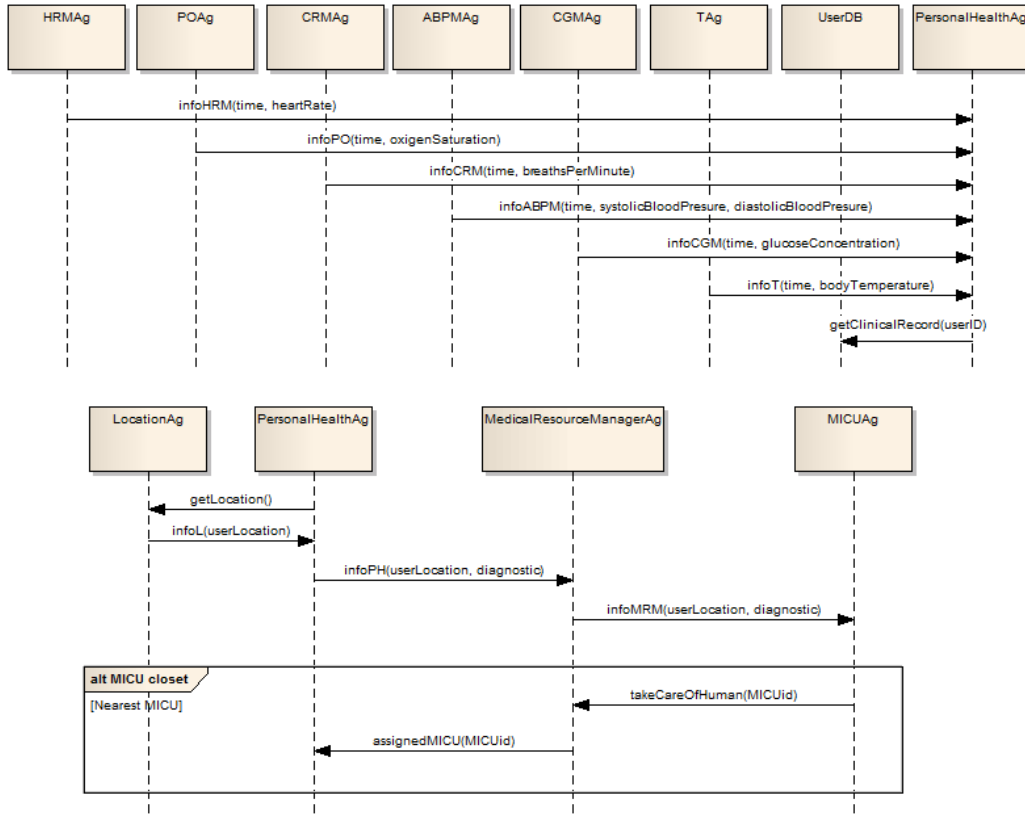 HRMAg
POAg
CRMAg
ABPMAg
CGMAg
TAg
UserDB
PersonalHealthAg
infoHRM(time, heartRate)
infoPO(time, oxigenSaturation)
infoCRM(time, breathsPerMinute)
infoABPM(time, systolicBloodPresure, diastolicBloodPresure)
infoCGM(time, glucoseConcentration)
infoT(time, bodyTemperature)
getClinicalRecord(userID)
LocationAg
PersonalHealthAg
MedicalResourceManagerAg
MICUAg
getLocation()
infoL(userLocation)
infoPH(userLocation, diagnostic)
infoMRM(userLocation, diagnostic)
alt MICU closet
[Nearest MICU]
takeCareOfHuman(MICUid)
assignedMICU(MICUid)